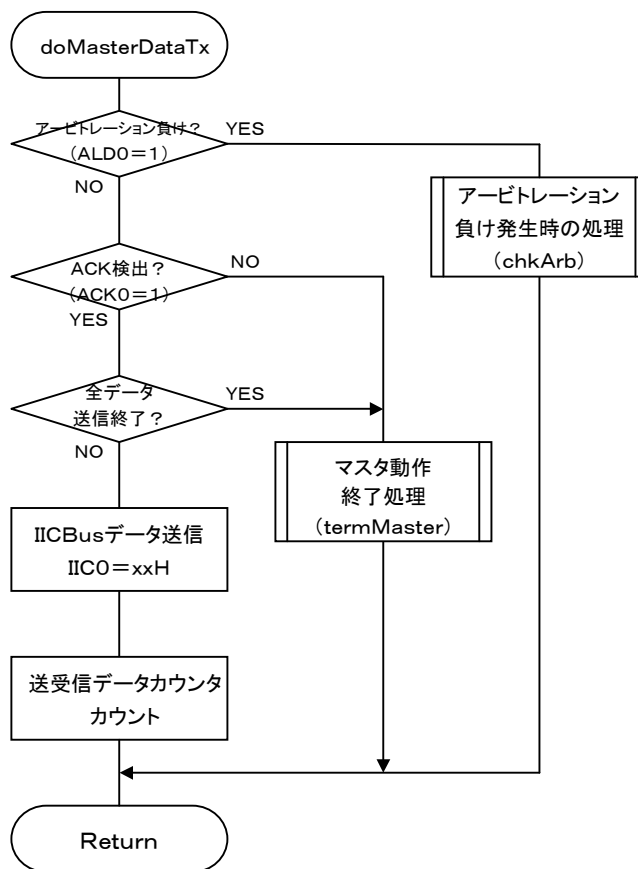 doMasterDataTx
アービトレーション負け?
(ALD0=1)
YES
NO
アービトレーション
負け発生時の処理
(chkArb)
ACK検出?
(ACK0=1)
NO
YES
全データ
送信終了?
YES
NO
マスタ動作
終了処理
(termMaster)
IICBusデータ送信
IIC0=xxH
送受信データカウンタ
カウント
Return